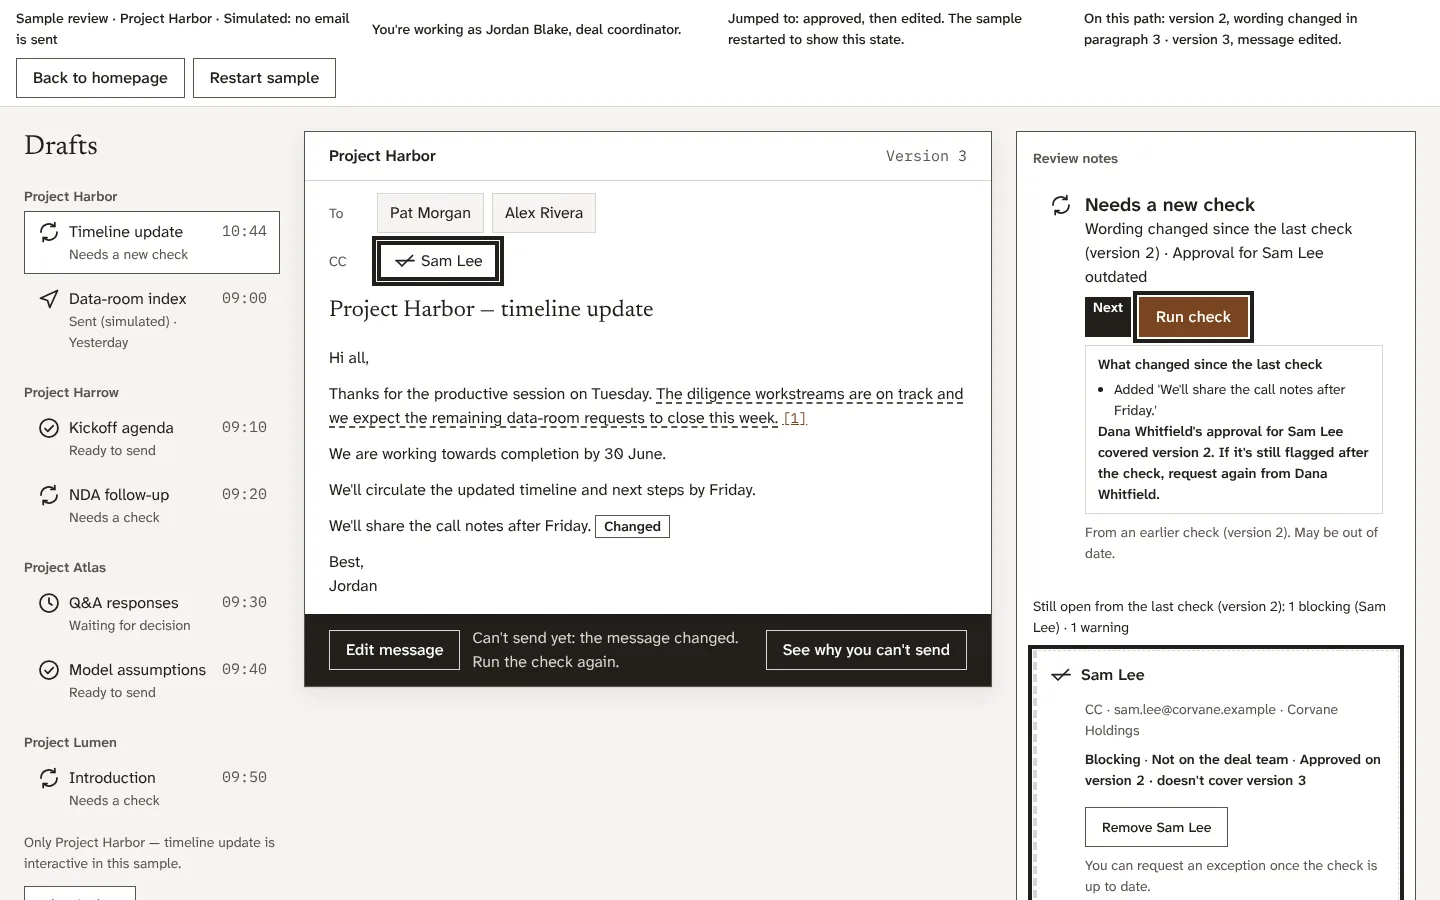 Sample review · Project Harbor · Simulated: no email
is sent
You're working as Jordan Blake, deal coordinator.
Jumped to: approved, then edited. The sample
restarted to show this state.
On this path: version 2, wording changed in
paragraph 3 · version 3, message edited.
Back to homepage
Restart sample
Drafts
Project Harbor
Timeline update 10:44
Needs a new check
Data-room index 09:00
Sent (simulated) ·
Yesterday
Project Harrow
Kickoff agenda 09:10
Ready to send
NDA follow-up 09:20
Needs a check
Project Atlas
Q&A responses 09:30
Waiting for decision
Model assumptions 09:40
Ready to send
Project Lumen
Introduction 09:50
Needs a check
Only Project Harbor — timeline update is
interactive in this sample.
Project Harbor Version 3
To Pat Morgan Alex Rivera
CC Sam Lee
Project Harbor — timeline update
Hi all,
Thanks for the productive session on Tuesday. The diligence workstreams are on track and
we expect the remaining data-room requests to close this week. [1]
We are working towards completion by 30 June.
We'll circulate the updated timeline and next steps by Friday.
We'll share the call notes after Friday. Changed
Best,
Jordan
Edit message
Can't send yet: the message changed.
Run the check again.
See why you can't send
Review notes
Needs a new check
Wording changed since the last check
(version 2) · Approval for Sam Lee
outdated
Next Run check
What changed since the last check
• Added 'We'll share the call notes after
Friday.'
Dana Whitfield's approval for Sam Lee
covered version 2. If it's still flagged after
the check, request again from Dana
Whitfield.
From an earlier check (version 2). May be out of
date.
Still open from the last check (version 2): 1 blocking (Sam
Lee) · 1 warning
Sam Lee
CC · sam.lee@corvane.example · Corvane
Holdings
Blocking · Not on the deal team · Approved on
version 2 · doesn't cover version 3
Remove Sam Lee
You can request an exception once the check is
up to date.